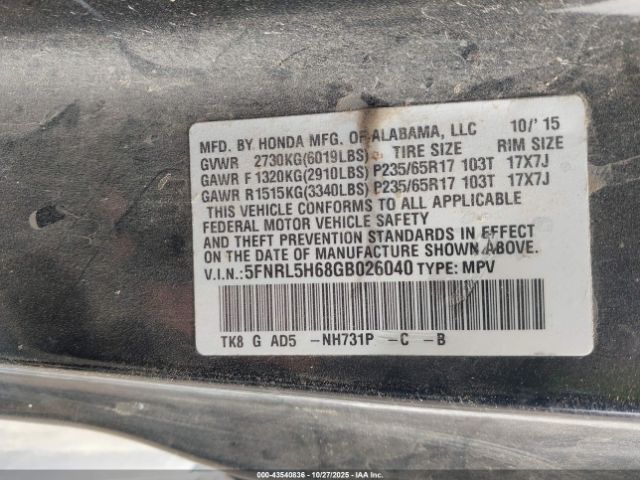 MFD. BY HONDA MFG. OF ALABAMA, LLC 10/'15
GVWR 2730KG(6019LBS) TIRE SIZE RIM SIZE
GAWR F 1320KG(2910LBS) P235/65R17 103T 17X7J
GAWR R1515KG(3340LBS) P235/65R17 103T 17X7J
THIS VEHICLE CONFORMS TO ALL APPLICABLE
FEDERAL MOTOR VEHICLE SAFETY
AND THEFT PREVENTION STANDARDS IN EFFECT
ON THE DATE OF MANUFACTURE SHOWN ABOVE.
V.I.N.:5FNRL5H68GB026040 TYPE: MPV
TK8 G AD5 -NH731P -C -B
000-43540836 | 10/27/2025 | IAAI.com